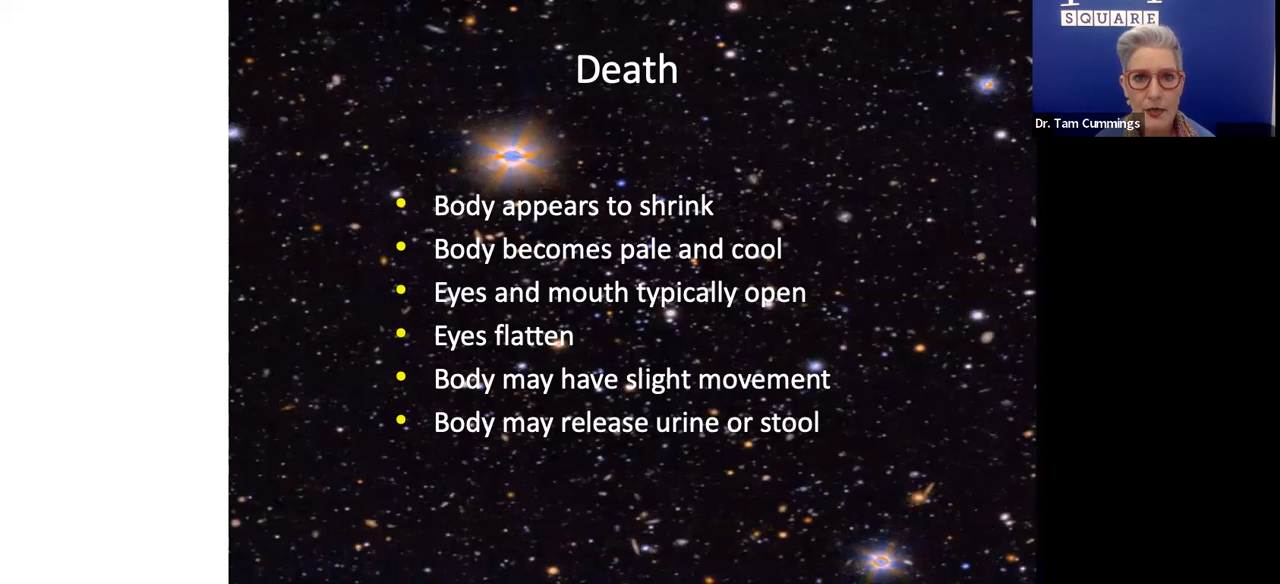 Death
• Body appears to shrink
• Body becomes pale and cool
• Eyes and mouth typically open
• Eyes flatten
• Body may have slight movement
• Body may release urine or stool
SQUARE
Dr. Tam Cummings